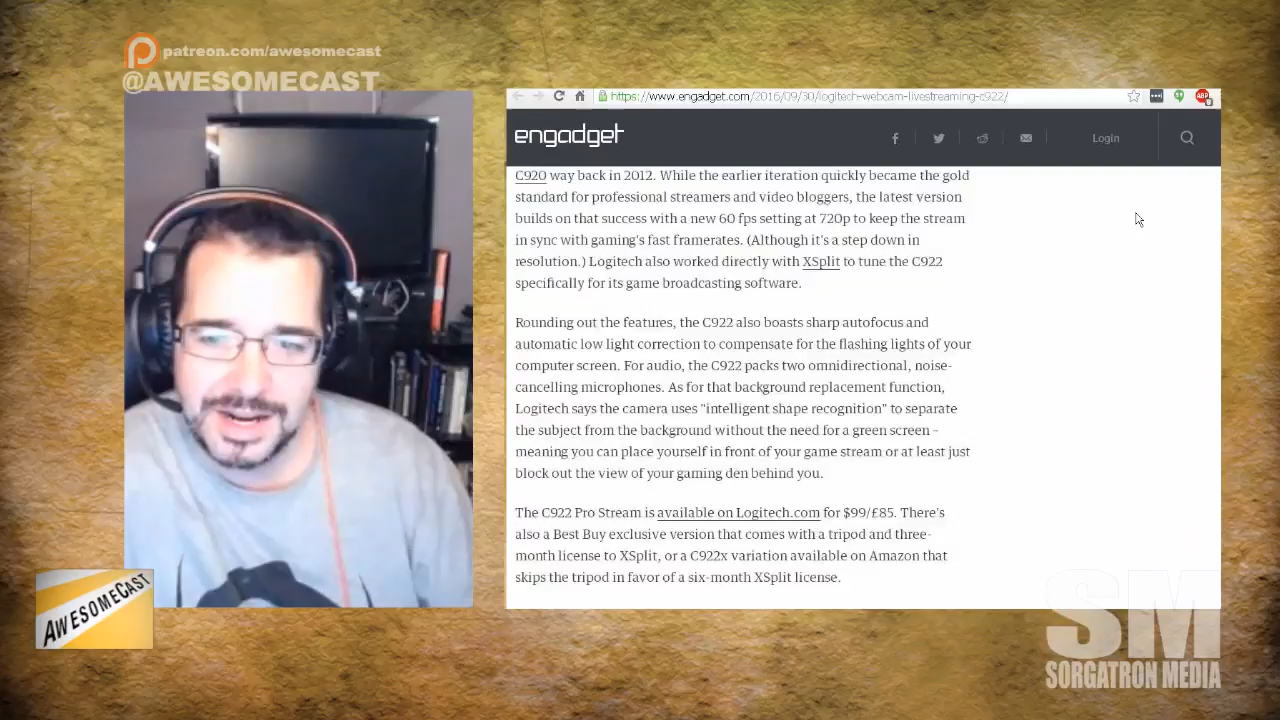 patreon.com/awesomecast
@AWESOMECAST
https://www.engadget.com/2016/09/30/logitech-webcam-livestreaming-c922/
ABP
engadget
Login
C920 way back in 2012. While the earlier iteration quickly became the gold
standard for professional streamers and video bloggers, the latest version
builds on that success with a new 60 fps setting at 720p to keep the stream
in sync with gaming's fast framerates. (Although it's a step down in
resolution.) Logitech also worked directly with XSplit to tune the C922
specifically for its game broadcasting software.
Rounding out the features, the C922 also boasts sharp autofocus and
automatic low light correction to compensate for the flashing lights of your
computer screen. For audio, the C922 packs two omnidirectional, noise-
cancelling microphones. As for that background replacement function,
Logitech says the camera uses "intelligent shape recognition" to separate
the subject from the background without the need for a green screen –
meaning you can place yourself in front of your game stream or at least just
block out the view of your gaming den behind you.
The C922 Pro Stream is available on Logitech.com for $99/£85. There's
also a Best Buy exclusive version that comes with a tripod and three-
month license to XSplit, or a C922x variation available on Amazon that
skips the tripod in favor of a six-month XSplit license.
AWESOMECAST
SM
SORGATRON MEDIA